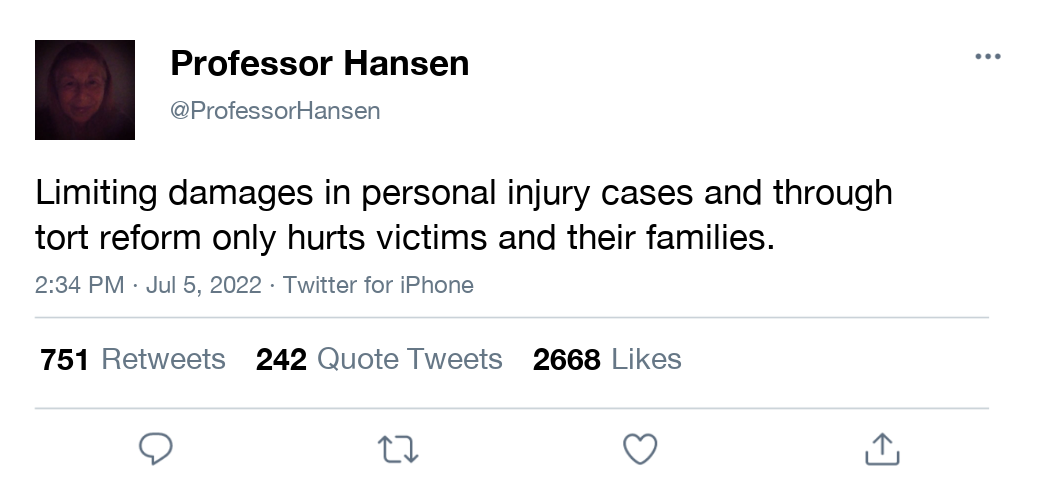 Professor Hansen
@ProfessorHansen
Limiting damages in personal injury cases and through
tort reform only hurts victims and their families.
2:34 PM · Jul 5, 2022 · Twitter for iPhone
751 Retweets 242 Quote Tweets 2668 Likes